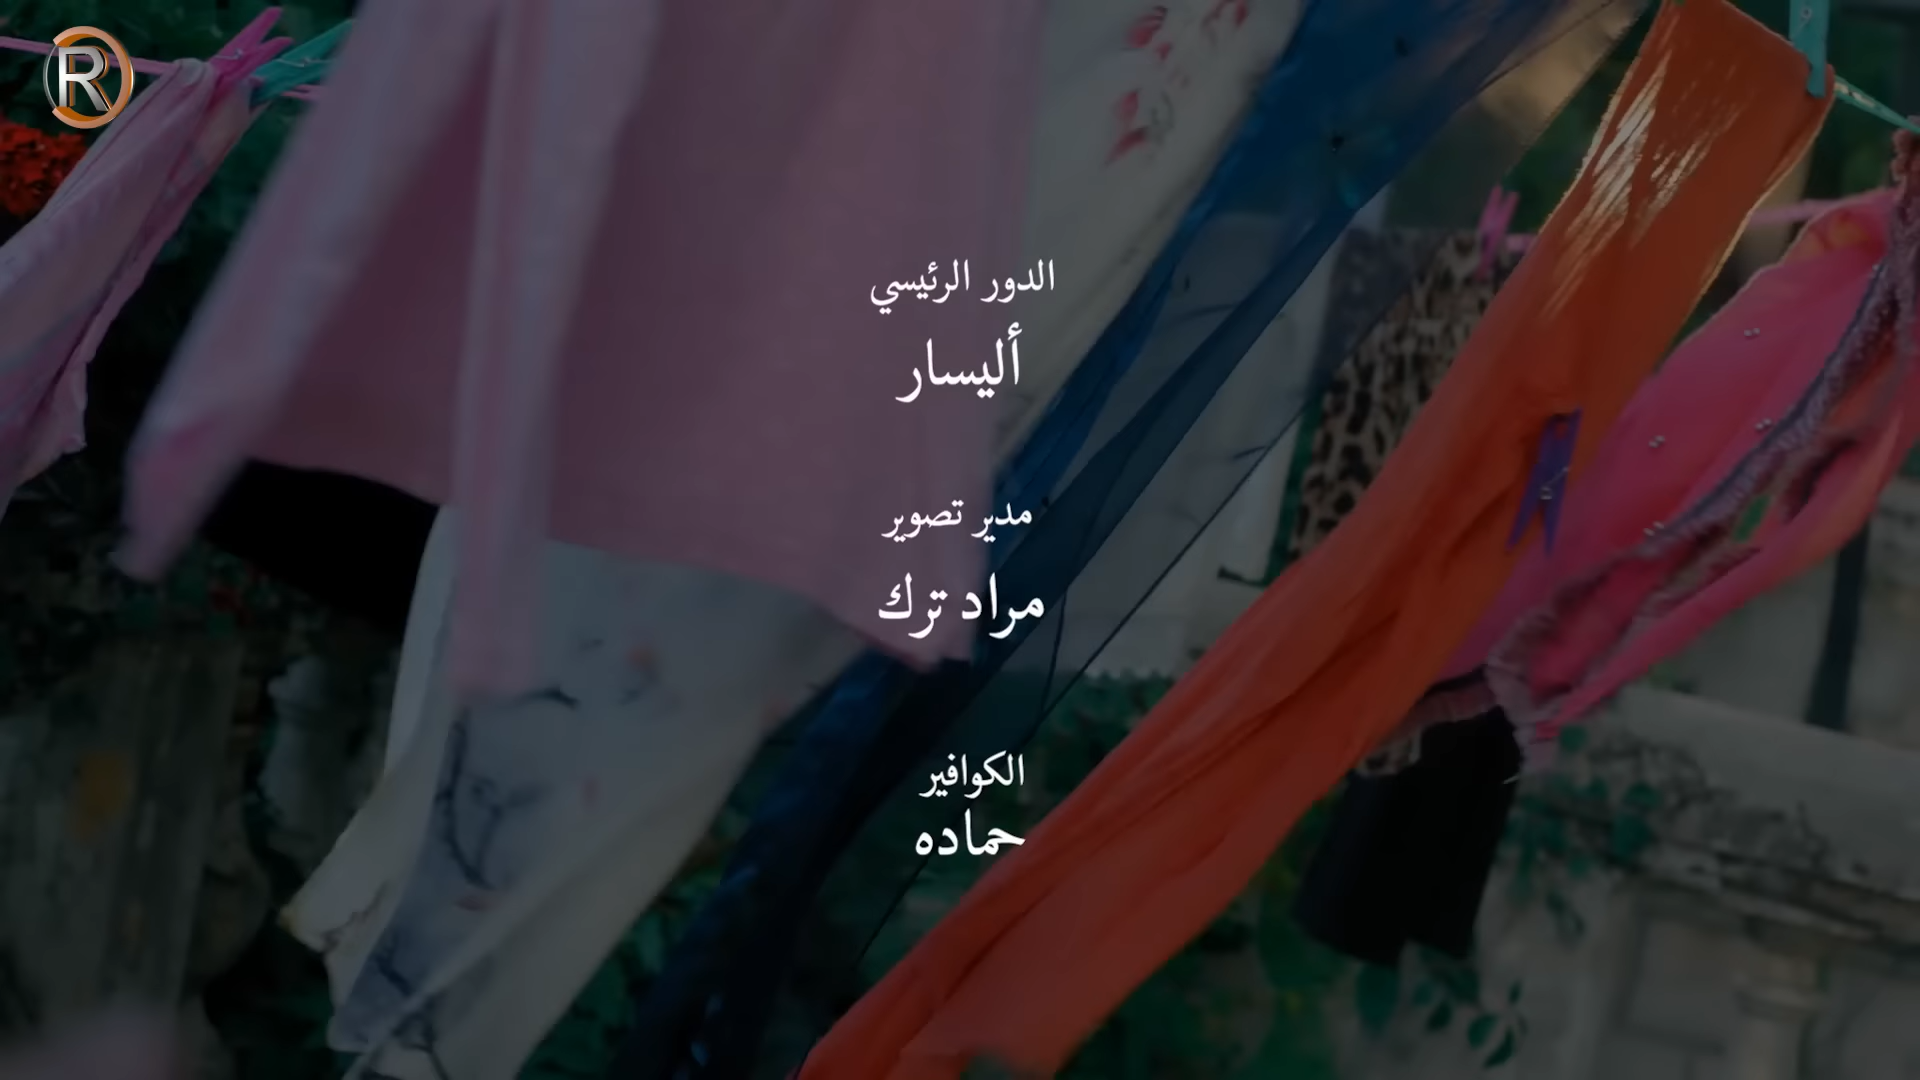 R
الدور الرئيسي
أليسار
مدير تصوير
مراد ترك
الكوافير
حماده